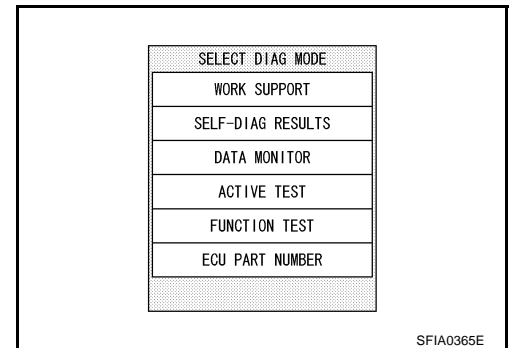 SELECT DIAG MODE
WORK SUPPORT
SELF-DIAG RESULTS
DATA MONITOR
ACTIVE TEST
FUNCTION TEST
ECU PART NUMBER
SFIA0365E